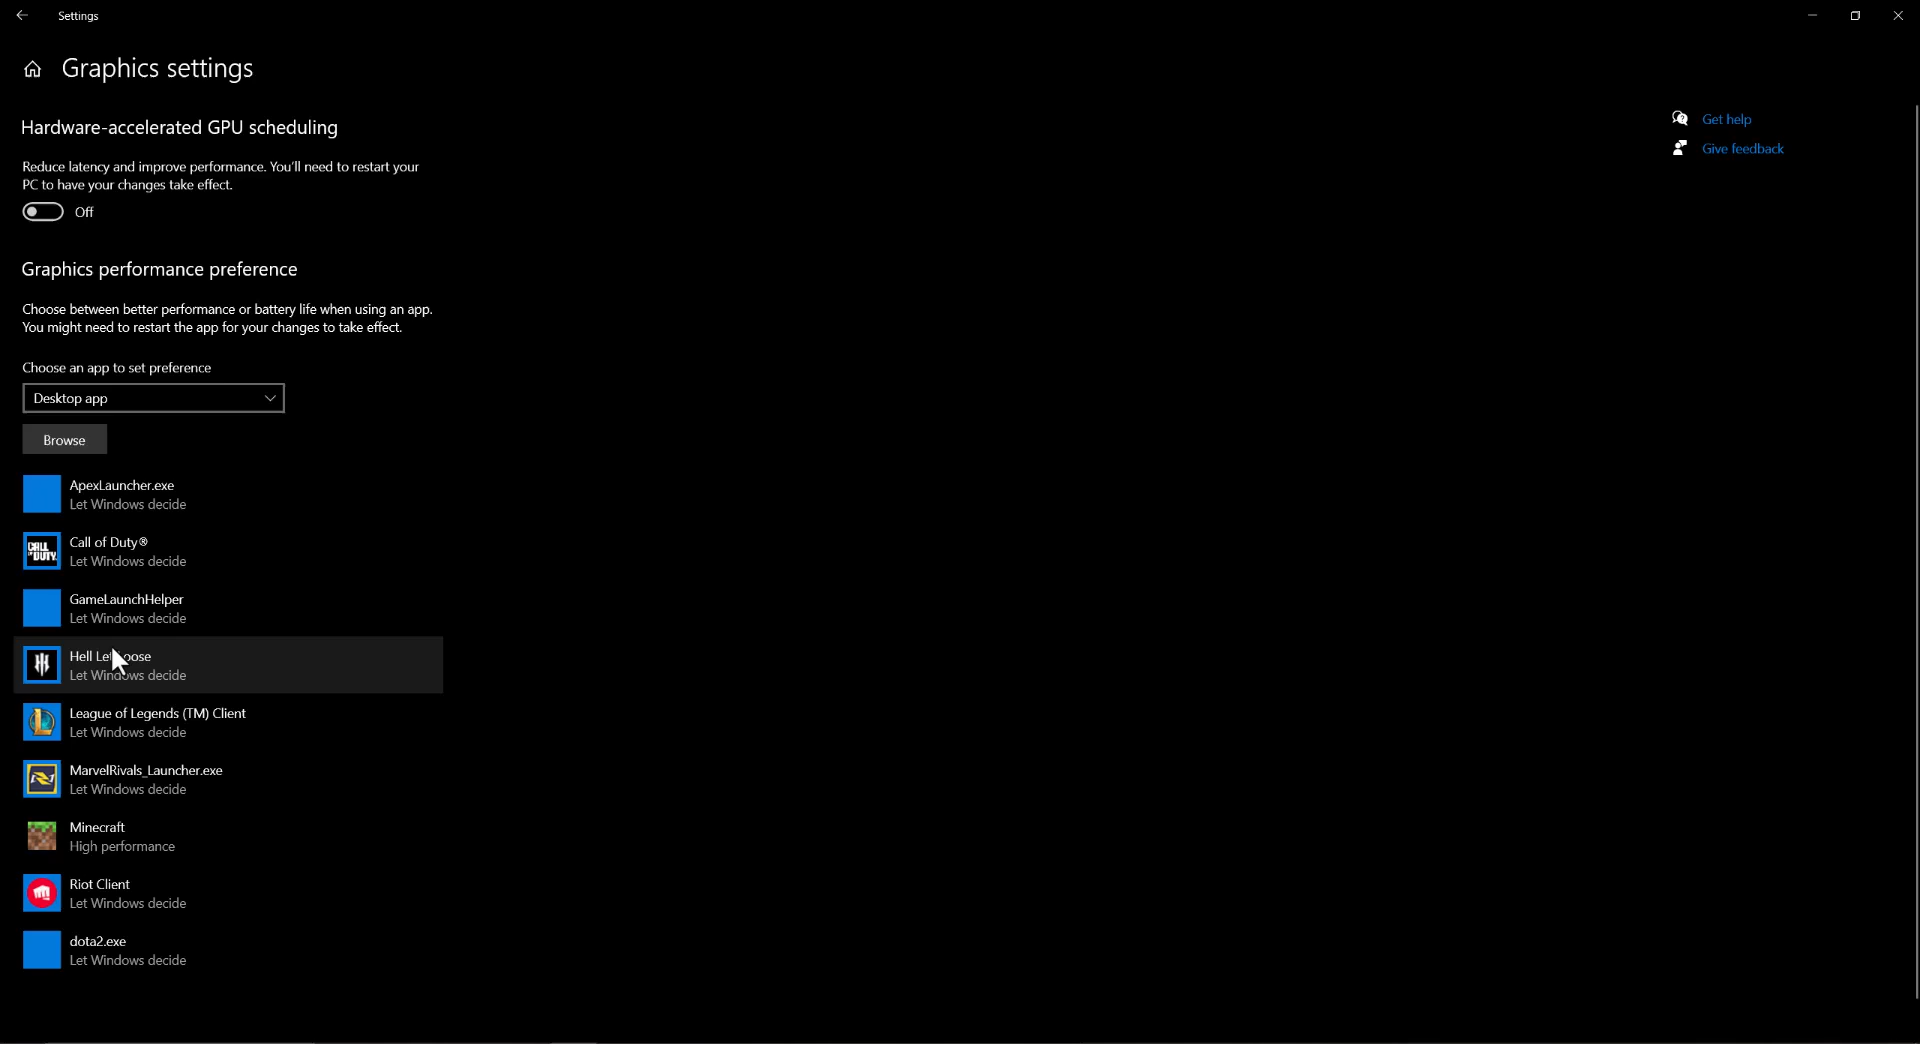 Settings
Graphics settings
Hardware-accelerated GPU scheduling
Reduce latency and improve performance. You'll need to restart your
PC to have your changes take effect.
Off
Graphics performance preference
Choose between better performance or battery life when using an app.
You might need to restart the app for your changes to take effect.
Choose an app to set preference
Desktop app
Browse
ApexLauncher.exe
Let Windows decide
CALL OF DUTY
Call of Duty®
Let Windows decide
GameLaunchHelper
Let Windows decide
Hell Let oose
Let Windows decide
League of Legends (TM) Client
Let Windows decide
MarvelRivals_Launcher.exe
Let Windows decide
Minecraft
High performance
Riot Client
Let Windows decide
dota2.exe
Let Windows decide
Get help
Give feedback